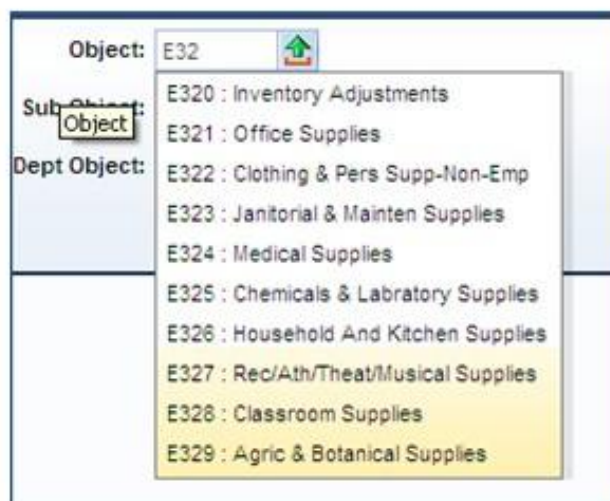 Object: E32
E320 : Inventory Adjustments
Sub Object:
Object
E321 : Office Supplies
Dept Object:
E322 : Clothing & Pers Supp-Non-Emp
E323 : Janitorial & Mainten Supplies
E324 : Medical Supplies
E325 : Chemicals & Labratory Supplies
E326 : Household And Kitchen Supplies
E327 : Rec/Ath/Theat/Musical Supplies
E328 : Classroom Supplies
E329 : Agric & Botanical Supplies